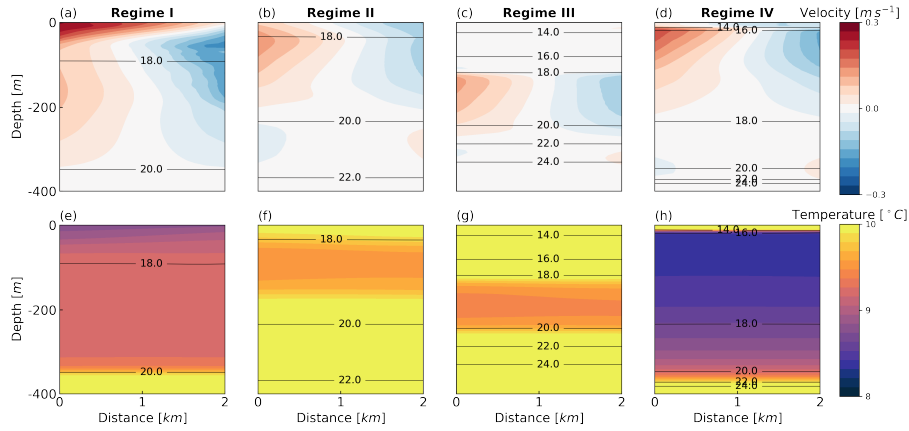 (a) Regime I (b) Regime II (c) Regime III (d) Regime IV Velocity [m s⁻¹]
0 18.0 14.0 14.0 16.0 0.3
-100 18.0 16.0
18.0
Depth [m] -200 20.0 20.0 18.0 0.0
22.0
-300 24.0
20.0 20.0
22.0 22.0
-400 24.0 -0.3
(e) (f) (g) (h) Temperature [°C]
0 18.0 14.0 14.0 16.0 10
18.0 16.0
18.0
Depth [m] -200 20.0 20.0 18.0 9
22.0
24.0
20.0 20.0
22.0 22.0
-400 24.0 8
0 1 2 0 1 2 0 1 2 0 1 2
Distance [km] Distance [km] Distance [km] Distance [km]